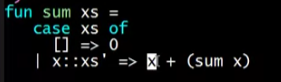 fun sum xs =
case xs of
[] => 0
| x::xs' => x + (sum x)